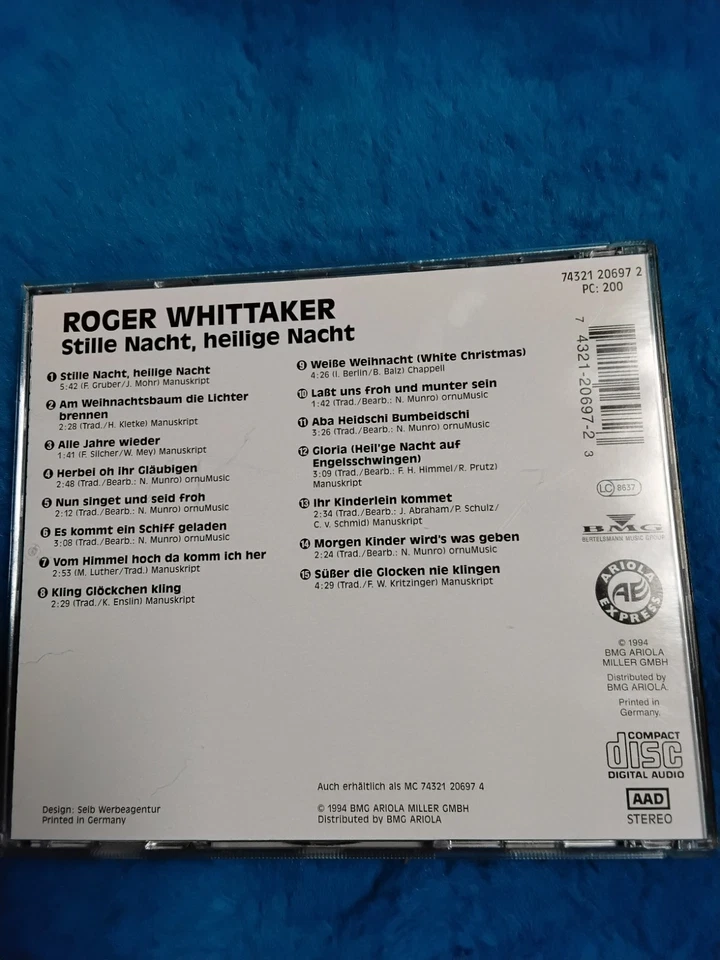 74321 20697 2
PC: 200
ROGER WHITTAKER
Stille Nacht, heilige Nacht
1 Stille Nacht, heilige Nacht
5:42 (F. Gruber/J. Mohr) Manuskript
2 Am Weihnachtsbaum die Lichter
brennen
2:28 (Trad./H. Kletke) Manuskript
3 Alle Jahre wieder
1:41 (F. Silcher/W. Mey) Manuskript
4 Herbei oh ihr Gläubigen
2:48 (Trad./Bearb.: N. Munro) ornuMusic
5 Nun singet und seid froh
2:12 (Trad./Bearb.: N. Munro) ornuMusic
6 Es kommt ein Schiff geladen
3:08 (Trad./Bearb.: N. Munro) ornuMusic
7 Vom Himmel hoch da komm ich her
2:53 (M. Luther/Trad.) Manuskript
8 Kling Glöckchen kling
2:29 (Trad./K. Enslin) Manuskript
9 Weiße Weihnacht (White Christmas)
4:26 (I. Berlin/B. Balz) Chappell
10 Laßt uns froh und munter sein
1:42 (Trad./Bearb.: N. Munro) ornuMusic
11 Aba Heidschi Bumbeidschi
3:26 (Trad./Bearb.: N. Munro) ornuMusic
12 Gloria (Heil'ge Nacht auf
Engelsschwingen)
3:09 (Trad./Bearb.: F. H. Himmel/R. Prutz)
Manuskript
13 Ihr Kinderlein kommet
2:34 (Trad./Bearb.: J. Abraham/P. Schulz/
C. v. Schmid) Manuskript
14 Morgen Kinder wird's was geben
2:24 (Trad./Bearb.: N. Munro) ornuMusic
15 Süßer die Glocken nie klingen
4:29 (Trad./F. W. Kritzinger) Manuskript
7 4321-20697-2 3
LC 8637
BMG
BERTELSMANN MUSIC GROUP
ARIOLA
AE
EXPRESS
© 1994
BMG ARIOLA
MILLER GMBH
Distributed by
BMG ARIOLA.
Printed in
Germany.
COMPACT
disc
DIGITAL AUDIO
AAD
STEREO
Auch erhältlich als MC 74321 20697 4
Design: Selb Werbeagentur
Printed in Germany
© 1994 BMG ARIOLA MILLER GMBH
Distributed by BMG ARIOLA